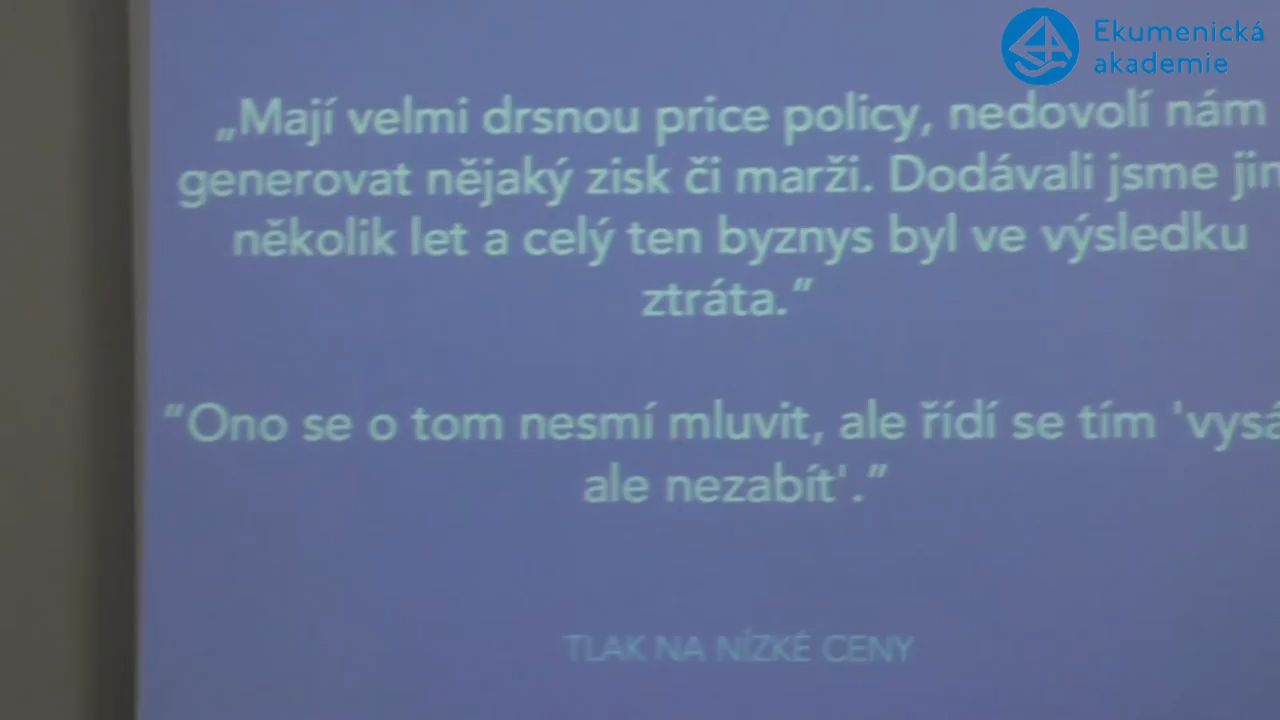 Ekumenická
akademie
„Mají velmi drsnou price policy, nedovolí nám
generovat nějaký zisk či marži. Dodávali jsme
několik let a celý ten byznys byl ve výsledku
ztráta.”
“Ono se o tom nesmí mluvit, ale řídí se tím
ale nezabít'.”
TLAK NA NÍZKÉ CENY